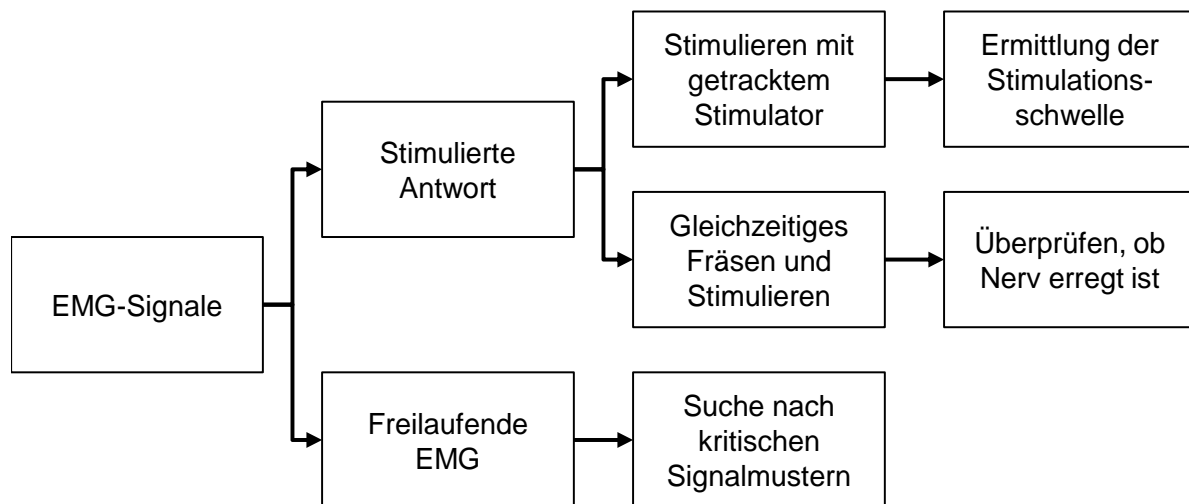 Stimulieren mit
getracktem
Stimulator
Ermittlung der
Stimulations-
schwelle
Stimulierte
Antwort
Gleichzeitiges
Fräsen und
Stimulieren
Überprüfen, ob
Nerv erregt ist
EMG-Signale
Freilaufende
EMG
Suche nach
kritischen
Signalmustern